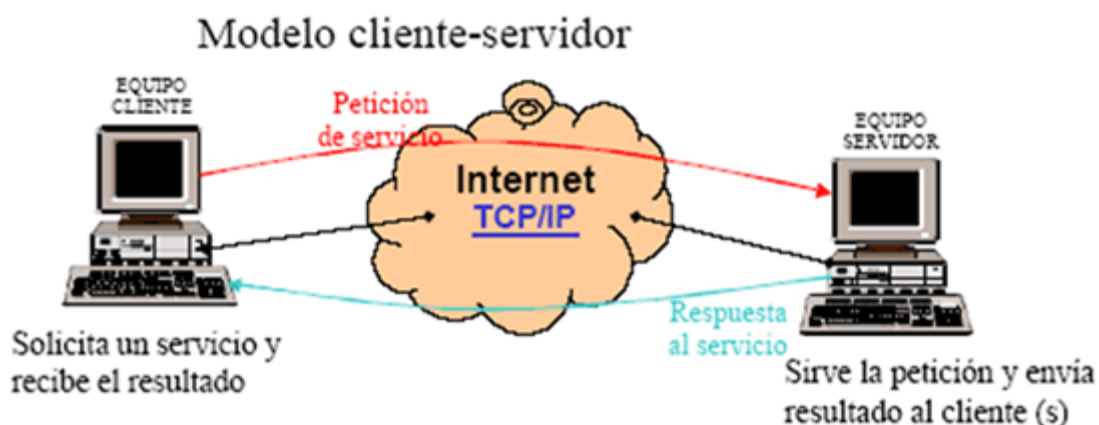 Modelo cliente-servidor
EQUIPO
CLIENTE
Petición
de servicio
EQUIPO
SERVIDOR
Internet
TCP/IP
Respuesta
al servicio
Solicita un servicio y
recibe el resultado
Sirve la petición y envía
resultado al cliente (s)